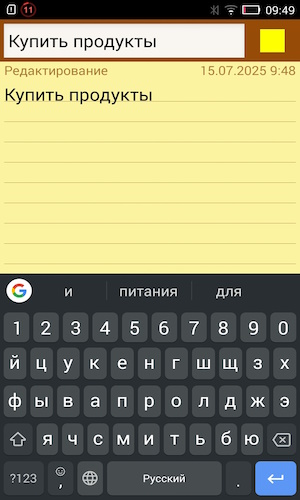 11 09:49
Купить продукты
Редактирование 15.07.2025 9:48
Купить продукты
и питания для
1 2 3 4 5 6 7 8 9 0
й ц у к е н г ш щ з х
ф ы в а п р о л д ж э
я ч с м и т ь б ю
?123 , Русский .